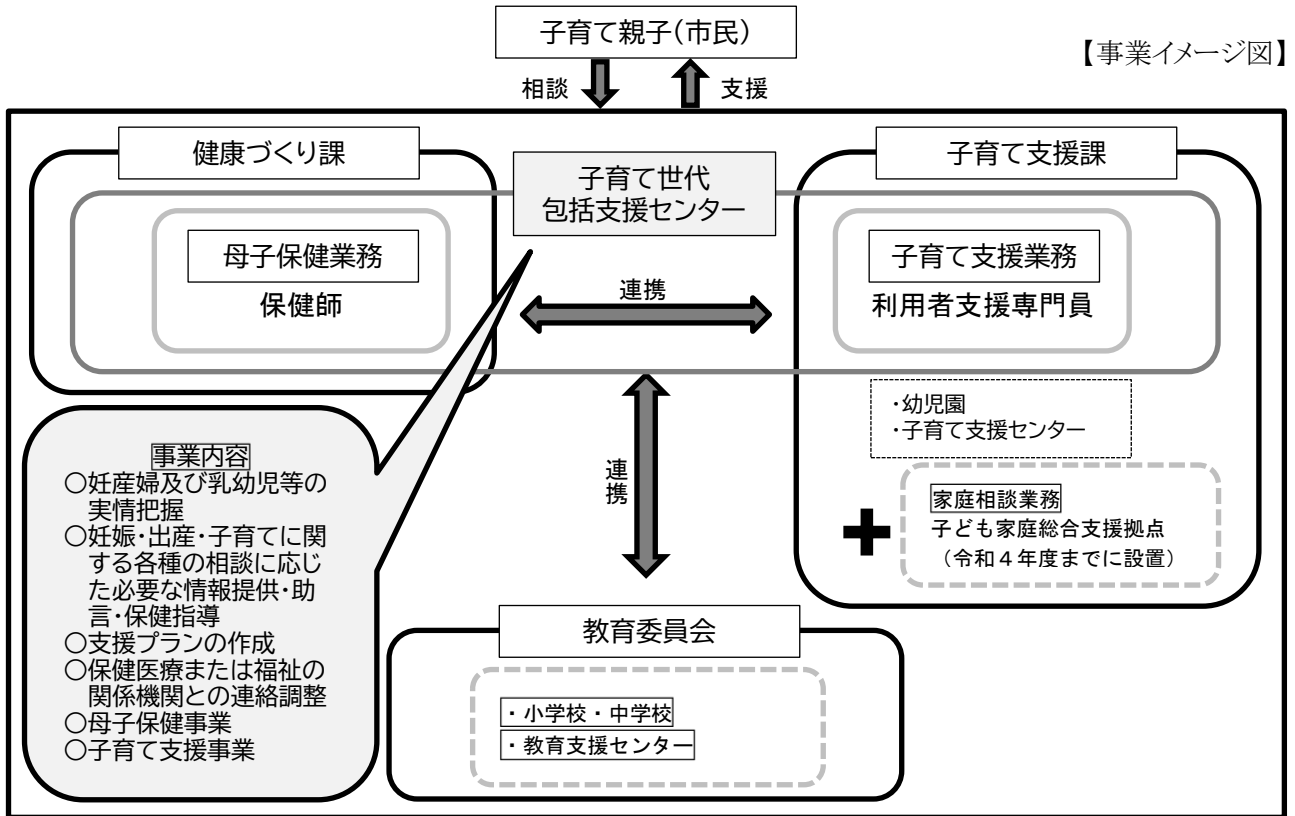 子育て親子(市民)
【事業イメージ図】
相談
支援
健康づくり課
子育て世代
包括支援センター
子育て支援課
母子保健業務
保健師
連携
子育て支援業務
利用者支援専門員
・幼児園
・子育て支援センター
家庭相談業務
子ども家庭総合支援拠点
（令和４年度までに設置）
連携
事業内容
○妊産婦及び乳幼児等の
実情把握
○妊娠・出産・子育てに関
する各種の相談に応じ
た必要な情報提供・助
言・保健指導
○支援プランの作成
○保健医療または福祉の
関係機関との連絡調整
○母子保健事業
○子育て支援事業
教育委員会
・小学校・中学校
・教育支援センター